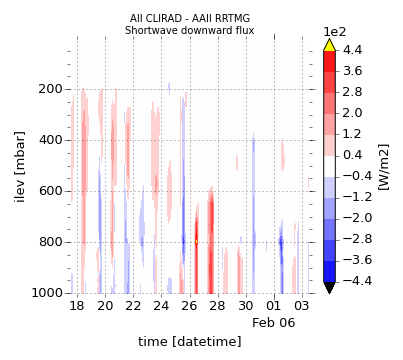 All CLIRAD - AAll RRTMG
Shortwave downward flux
1e2
4.4
3.6
2.8
2.0
1.2
0.4
−0.4
−1.2
−2.0
−2.8
−3.6
−4.4
[W/m2]
ilev [mbar]
200
400
600
800
1000
18 20 22 24 26 28 30 01 03
Feb 06
time [datetime]